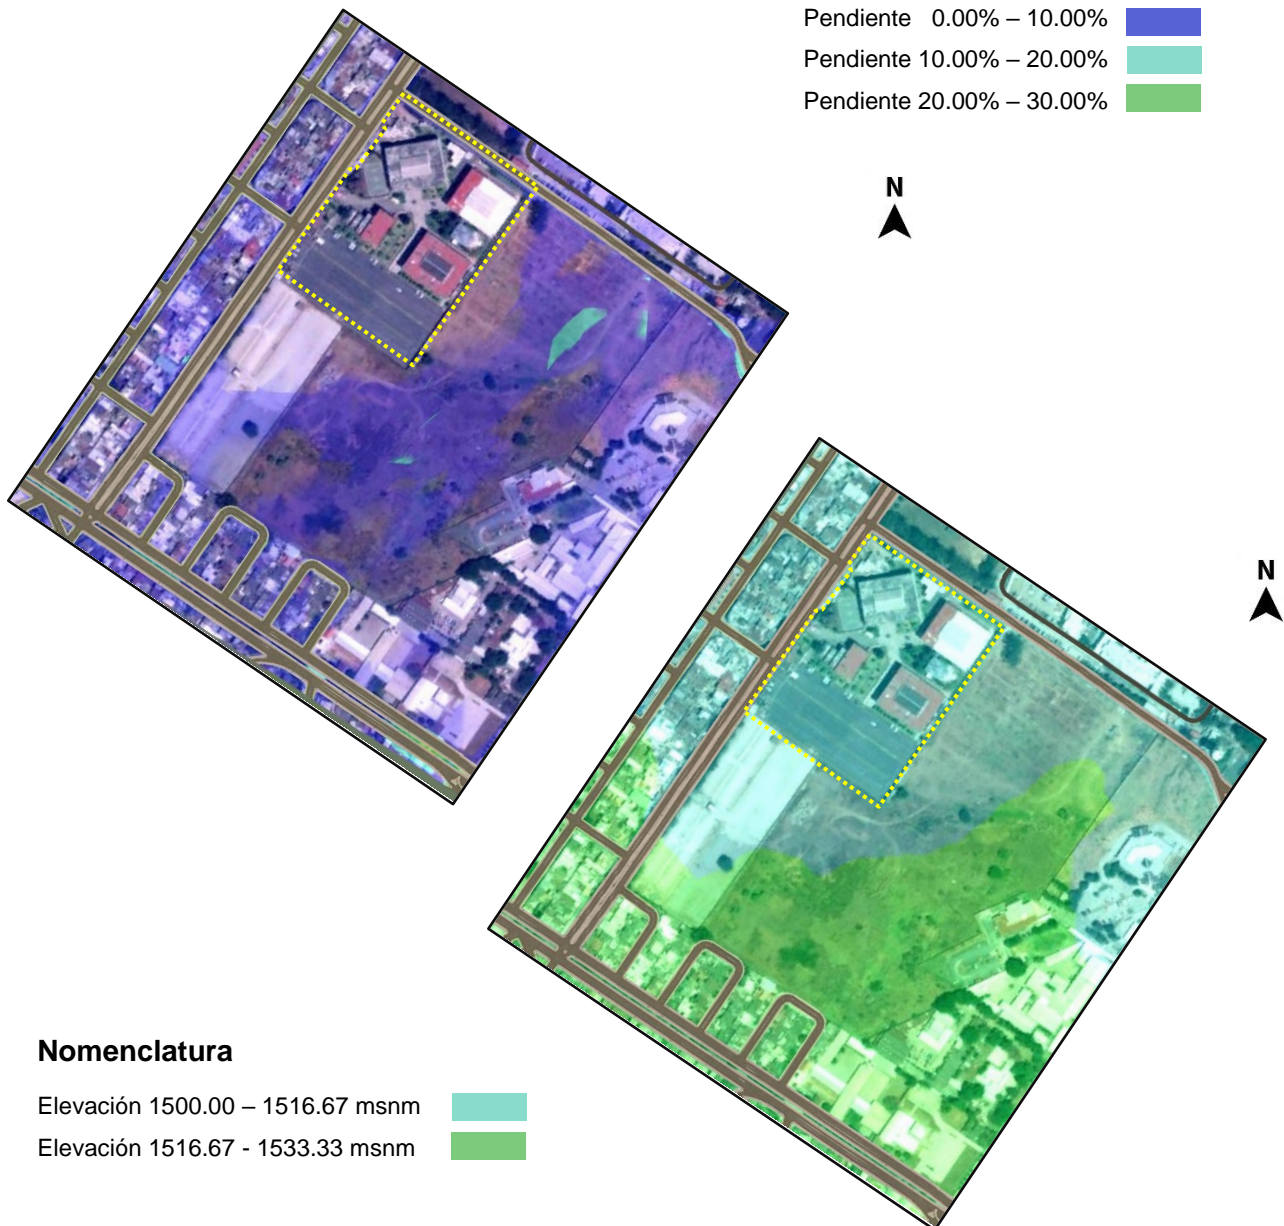 Pendiente 0.00% – 10.00%
Pendiente 10.00% – 20.00%
Pendiente 20.00% – 30.00%
N
N
Nomenclatura
Elevación 1500.00 – 1516.67 msnm
Elevación 1516.67 - 1533.33 msnm